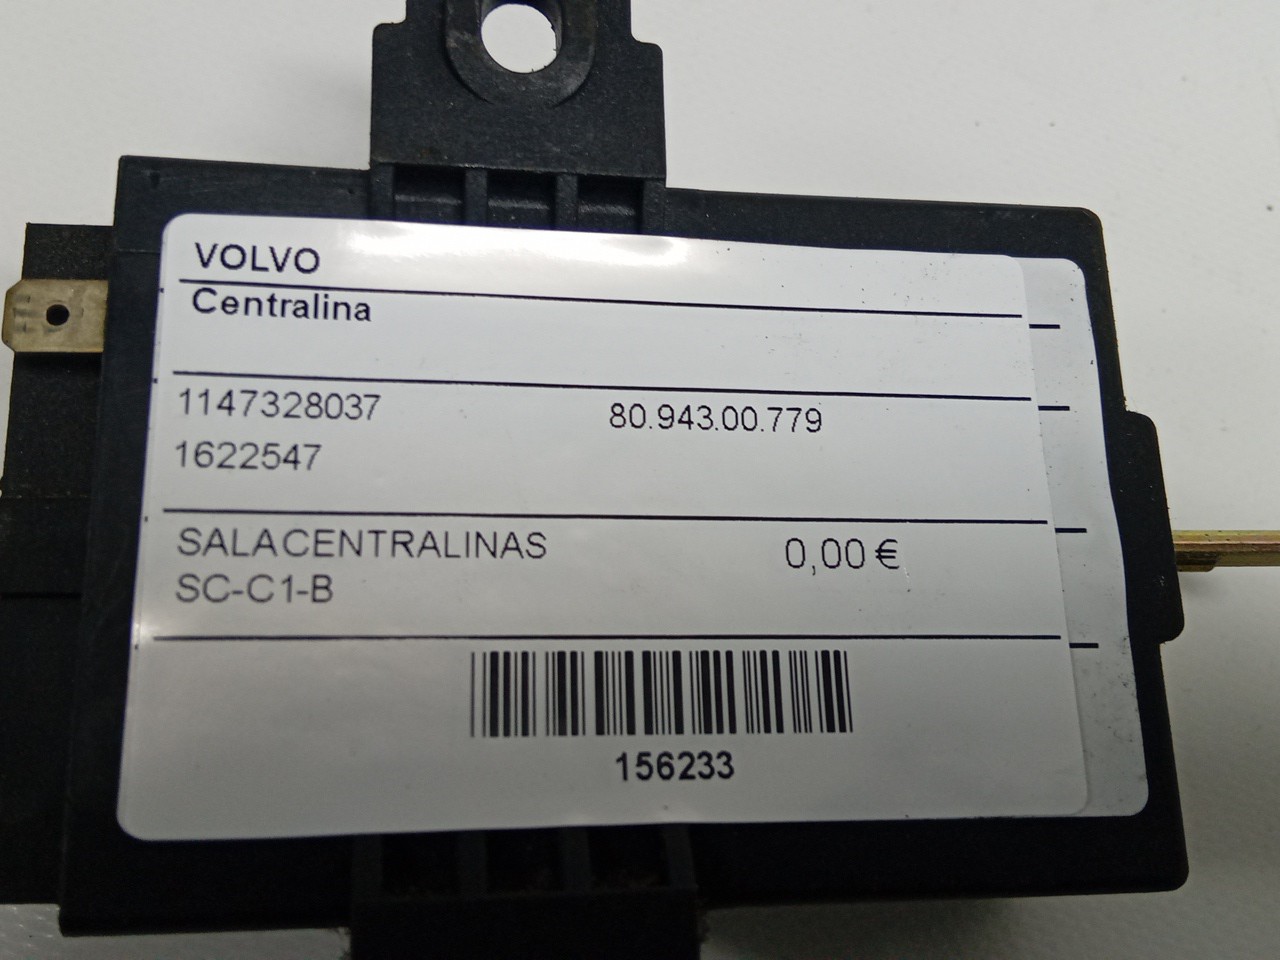 VOLVO
Centralina
1147328037 80.943.00.779
1622547
SALACENTRALINAS 0,00 €
SC-C1-B
156233